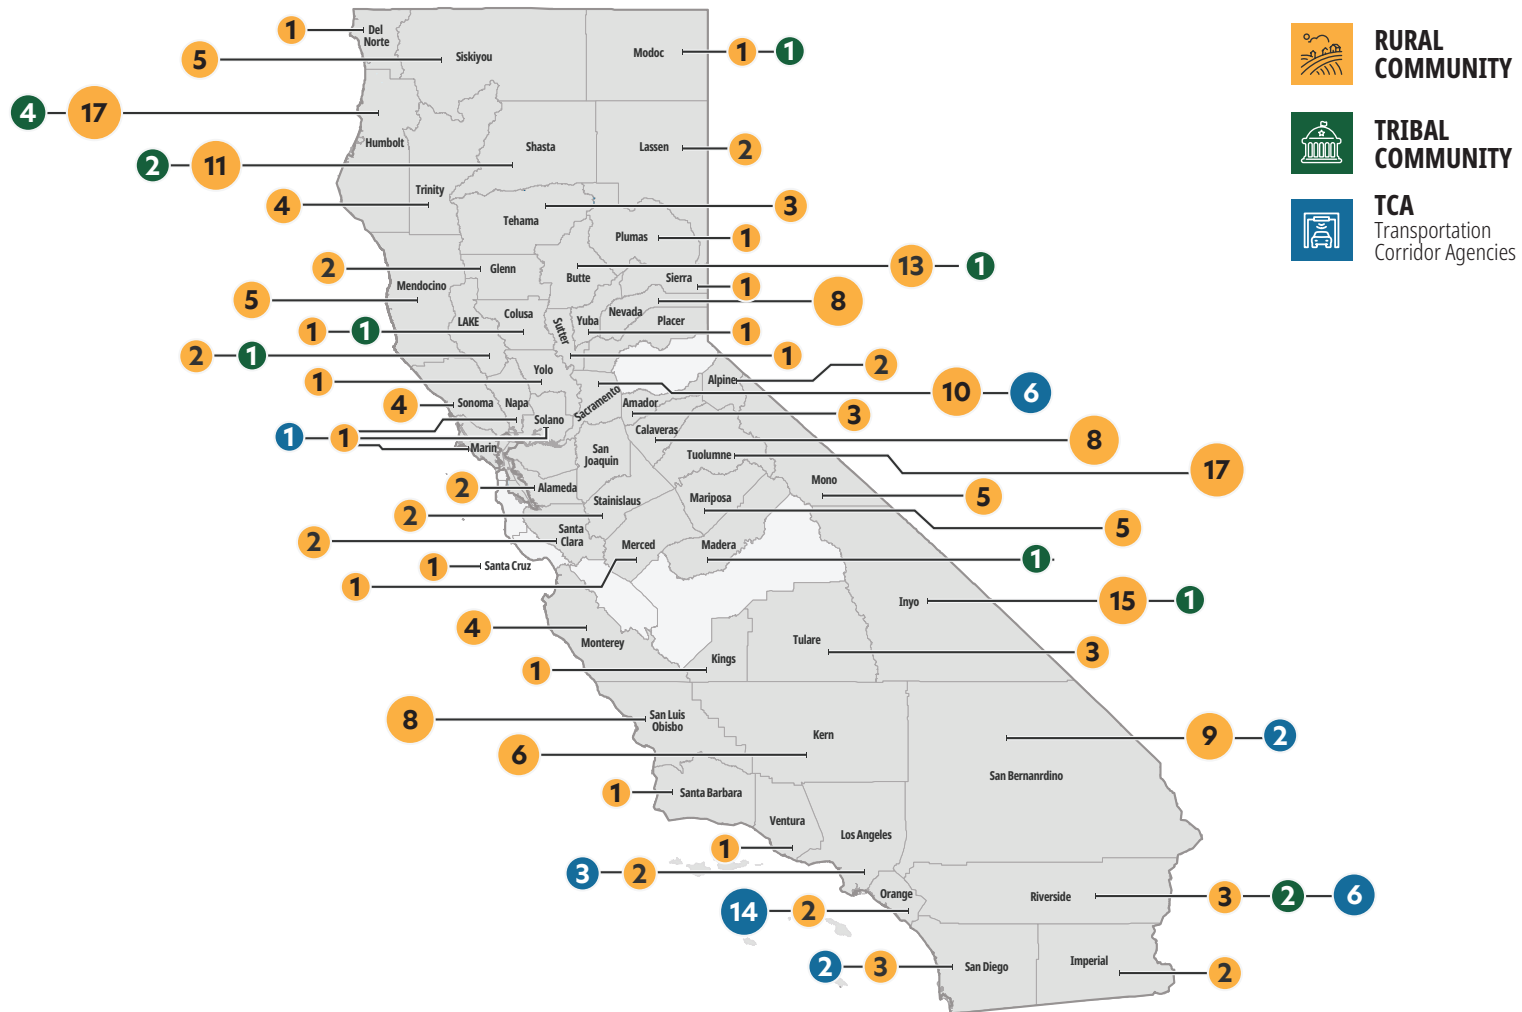 1
Del
Norte
5
Siskiyou
Modoc
1
1
4
17
Humbolt
2
11
Shasta
Lassen
2
Trinity
4
Tehama
3
Plumas
1
2
Glenn
Butte
13
1
Mendocino
5
Sierra
1
8
Colusa
LAKE
Sutter
Yuba
Nevada
Placer
1
1
1
2
1
1
Yolo
1
Alpine
2
Sacramento
10
6
4
Sonoma
Napa
Solano
Amador
3
1
1
Marin
Calaveras
8
San
Joaquin
Tuolumne
17
2
Alameda
Stainislaus
Mariposa
Mono
5
2
5
2
Santa
Clara
Merced
Madera
1
1
Santa Cruz
1
Inyo
15
1
4
Monterey
Tulare
3
Kings
1
8
San Luis
Obisbo
6
Kern
9
2
San Bernanrdino
1
Santa Barbara
Ventura
Los Angeles
1
3
2
Orange
Riverside
3
2
6
14
2
2
3
San Diego
Imperial
2
RURAL
COMMUNITY
TRIBAL
COMMUNITY
TCA
Transportation
Corridor Agencies